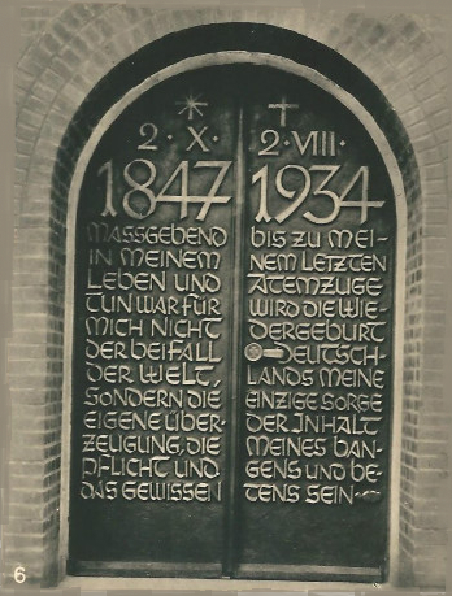 * †
2·X· 2·VIII·
1847 1934
MASSGEBEND
IN MEINEM
LEBEN UND
TUN WAR FÜR
MICH NICHT
DER BEIFALL
DER WELT,
SONDERN DIE
EIGENE ÜBER-
ZEUGUNG, DIE
PFLICHT UND
DAS GEWISSEN
BIS ZU MEI-
NEM LETZTEN
ATEMZUGE
WIRD DIE WIE-
DERGEBURT
DEUTSCH-
LANDS MEINE
EINZIGE SORGE
DER INHALT
MEINES BAN-
GENS UND BE-
TENS SEIN
6